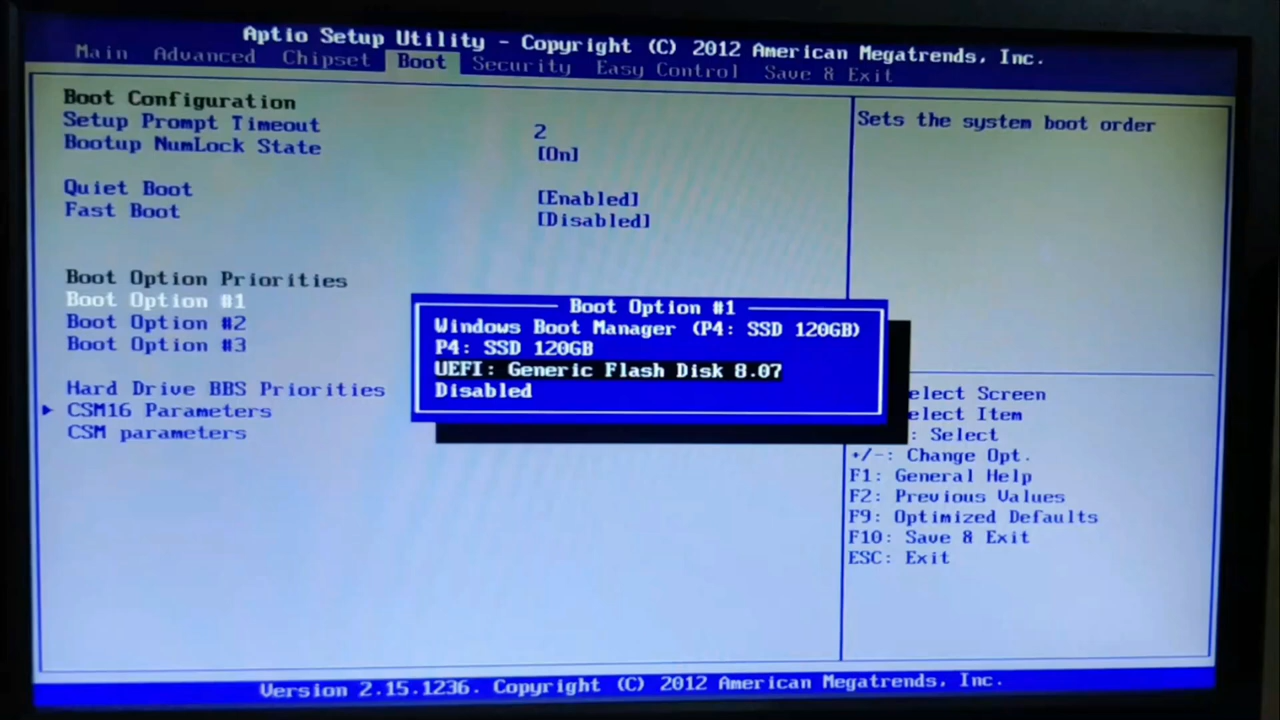 Aptio Setup Utility - Copyright (C) 2012 American Megatrends, Inc.
Main Advanced Chipset Boot Security Easy Control Save & Exit
Boot Configuration
Setup Prompt Timeout 2
Bootup NumLock State [On]
Quiet Boot [Enabled]
Fast Boot [Disabled]
Boot Option Priorities
Boot Option #1
Boot Option #2
Boot Option #3
Hard Drive BBS Priorities
CSM16 Parameters
CSM parameters
Boot Option #1
Windows Boot Manager (P4: SSD 120GB)
P4: SSD 120GB
UEFI: Generic Flash Disk 8.07
Disabled
Sets the system boot order
elect Screen
elect Item
: Select
+/-: Change Opt.
F1: General Help
F2: Previous Values
F9: Optimized Defaults
F10: Save & Exit
ESC: Exit
Version 2.15.1236. Copyright (C) 2012 American Megatrends, Inc.